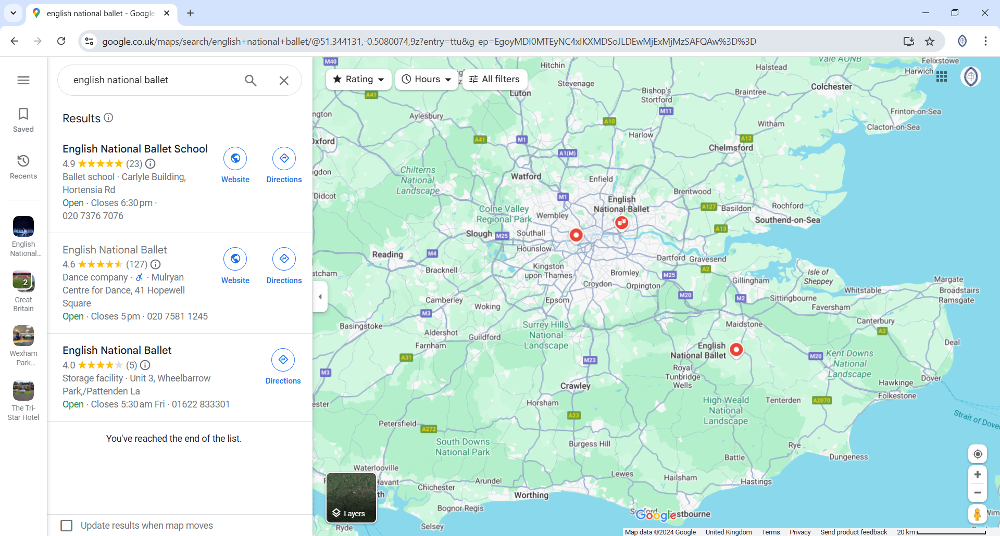 english national ballet - Google
google.co.uk/maps/search/english+national+ballet/@51.344131,-0.5080074,9z?entry=ttu&g_ep=EgoyMDI0MTEyNC4xIKXMDSoJLDEwMjExMjMzSAFQAw%3D%3D
Saved
Recents
English
National...
2
Great
Britain
Wexham
Park...
The Tri-
Star Hotel
english national ballet
Results
English National Ballet School
4.9 (23)
Ballet school · Carlyle Building,
Hortensia Rd
Open · Closes 6:30 pm ·
020 7376 7076
Website
Directions
English National Ballet
4.6 (127)
Dance company · · Mulryan
Centre for Dance, 41 Hopewell
Square
Open · Closes 5 pm · 020 7581 1245
Website
Directions
English National Ballet
4.0 (5)
Storage facility · Unit 3, Wheelbarrow
Park,/Pattenden La
Open · Closes 5:30 am Fri · 01622 833301
Directions
You've reached the end of the list.
Update results when map moves
Rating
Hours
All filters
M40
Hitchin
Halstead
Vale AONB
Felixstowe
Harwich
Stevenage
Colchester
A41
Luton
Bishop's
Stortford
Braintree
M11
Frinton-on-Sea
Aylesbury
A10
Witham
Clacton-on-Sea
Oxford
A41
M1
Harlow
A12
Chelmsford
A1(M)
Chilterns
National
Landscape
Watford
Enfield
Didcot
M1
English
National Ballet
Brentwood
A127
Basildon
Rochford
Colne Valley
Regional Park
Wembley
Southend-on-Sea
A13
Slough
M25
Southall
Hounslow
Reading
M4
Dartford
Gravesend
Kingston
upon Thames
Bracknell
Bromley
M25
A2
Isle of
Sheppey
Croydon
Orpington
Gillingham
Margate
Whitstable
Broadstairs
Ramsgate
Camberley
Epsom
M20
M2
Sittingbourne
Woking
Faversham
M3
Canterbury
Basingstoke
Aldershot
Guildford
Surrey Hills
National
Landscape
Maidstone
A2
Farnham
Deal
English
National Ballet
A31
M23
M20
Kent Downs
National
Landscape
M3
Royal
Tunbridge
Wells
Dover
Crawley
Hawkinge
Folkestone
Horsham
High Weald
National
Landscape
Tenterden
A2070
A23
Strait of Dover
Petersfield
A272
South Downs
National Park
Burgess Hill
Rye
Battle
Dungeness
Waterlooville
Lewes
Hailsham
Hastings
Arundel
Chichester
Worthing
Bognor Regis
Selsey
Ryde
Layers
Google
Map data ©2024 Google
United Kingdom
Terms
Privacy
Send product feedback
20 km